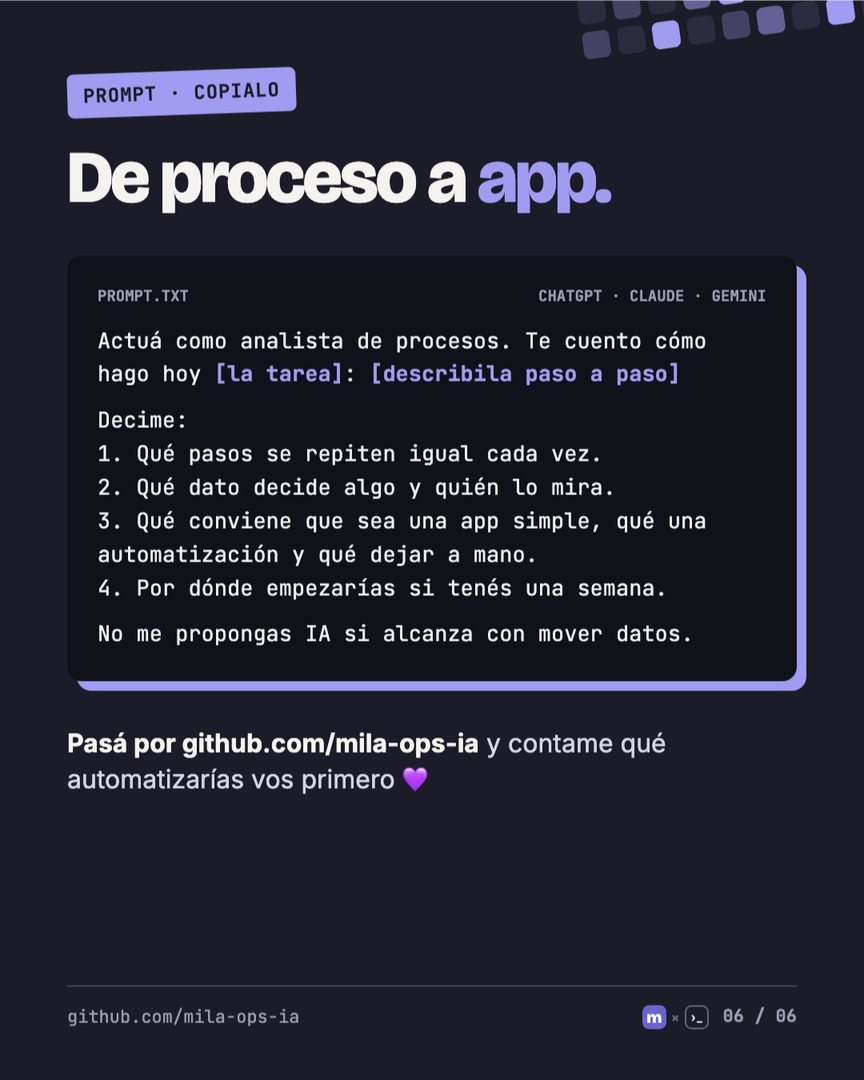 PROMPT · COPIALO
De proceso a app.
PROMPT.TXT
CHATGPT · CLAUDE · GEMINI
Actuá como analista de procesos. Te cuento cómo
hago hoy [la tarea]: [describila paso a paso]
Decime:
1. Qué pasos se repiten igual cada vez.
2. Qué dato decide algo y quién lo mira.
3. Qué conviene que sea una app simple, qué una
automatización y qué dejar a mano.
4. Por dónde empezarías si tenés una semana.
No me propongas IA si alcanza con mover datos.
Pasá por github.com/mila-ops-ia y contame qué
automatizarías vos primero 💜
github.com/mila-ops-ia
m × ›_ 06 / 06